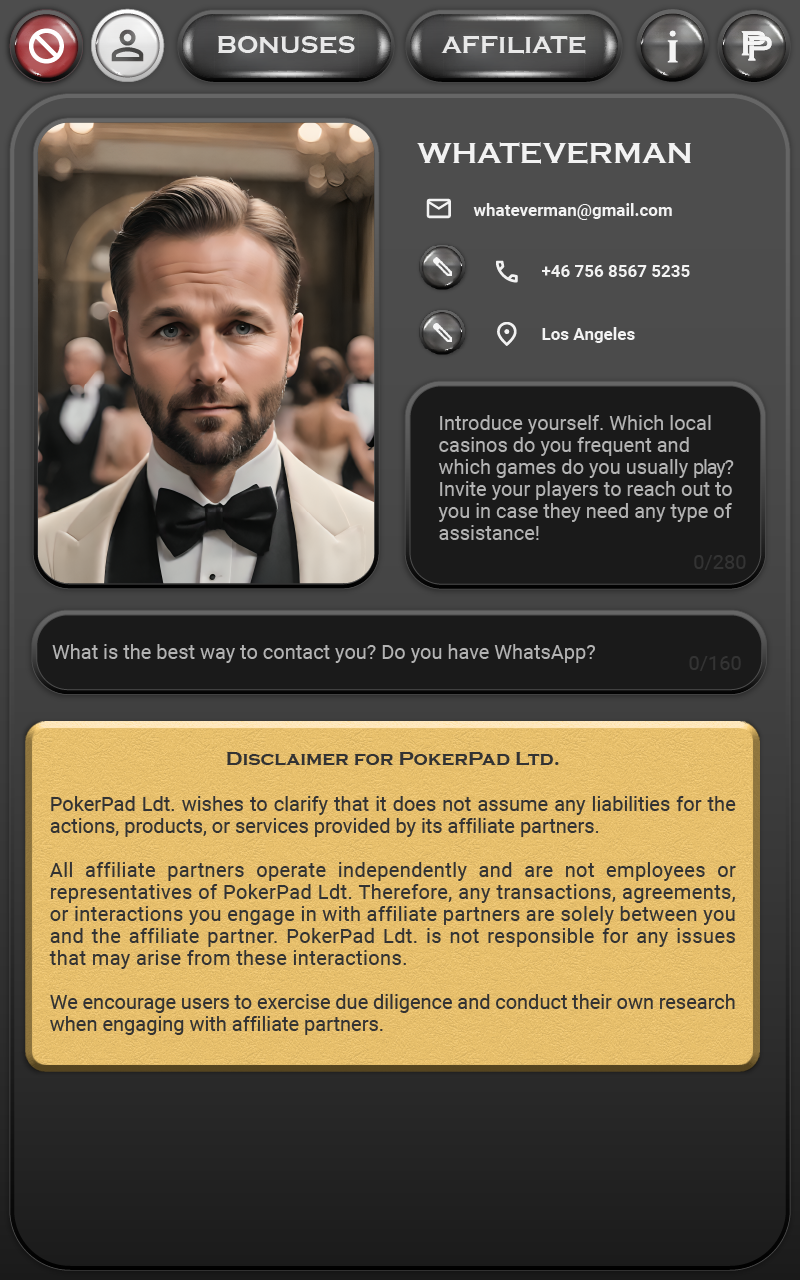 BONUSES
AFFILIATE
i
WHATEVERMAN
whateverman@gmail.com
+46 756 8567 5235
Los Angeles
Introduce yourself. Which local
casinos do you frequent and
which games do you usually play?
Invite your players to reach out to
you in case they need any type of
assistance!
0/280
What is the best way to contact you? Do you have WhatsApp?
0/160
DISCLAIMER FOR POKERPAD LTD.
PokerPad Ldt. wishes to clarify that it does not assume any liabilities for the
actions, products, or services provided by its affiliate partners.
All affiliate partners operate independently and are not employees or
representatives of PokerPad Ldt. Therefore, any transactions, agreements,
or interactions you engage in with affiliate partners are solely between you
and the affiliate partner. PokerPad Ldt. is not responsible for any issues
that may arise from these interactions.
We encourage users to exercise due diligence and conduct their own research
when engaging with affiliate partners.